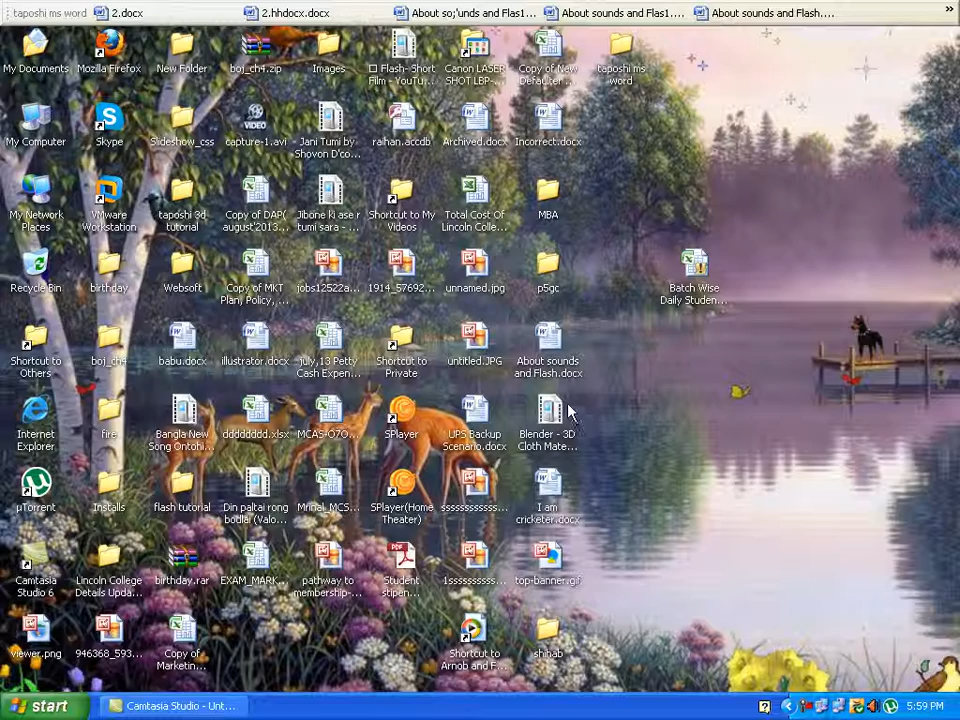 taposhi ms word
2.docx
2.hhdocx.docx
About so;'unds and Flas1...
About sounds and Flas1....
About sounds and Flash....
»
My Documents
Mozilla Firefox
New Folder
boj_ch4.zip
Images
Flash- Short
Film - YouTu...
Canon LASER
SHOT LBP-...
Copy of New
Defaulter...
taposhi ms
word
My Computer
Skype
Slideshow_css
VIDEO
capture-1.avi
- Jani Tumi by
Shovon D'co...
raihan.accdb
Archived.docx
Incorrect.docx
My Network
Places
VMware
Workstation
taposhi 3d
tutorial
Copy of DAP(
august'2013...
Jibone ki ase r
tumi sara - ...
Shortcut to My
Videos
Total Cost Of
Lincoln Colle...
MBA
Recycle Bin
birthday
Websoft
Copy of MKT
Plan, Policy, ...
jobs12522a...
1914_57692...
unnamed.jpg
p5gc
Batch Wise
Daily Studen...
Shortcut to
Others
boj_ch4
babu.docx
illustrator.docx
july,13 Petty
Cash Expen...
Shortcut to
Private
untitled.JPG
About sounds
and Flash.docx
Internet
Explorer
fire
Bangla New
Song Ontohi...
dddddddd.xlsx
MCAS-O7O...
SPlayer
UPS Backup
Scenario.docx
Blender - 3D
Cloth Mate...
µTorrent
Installs
flash tutorial
Din paltai rong
bodlai (Valo...
Mrinal_MCS...
SPlayer(Home
Theater)
sssssssssss...
I am
cricketer.docx
Camtasia
Studio 6
Lincoln College
Details Upda...
birthday.rar
EXAM_MARK...
pathway to
membership-...
PDF
Student
stipen...
1ssssssssss...
top-banner.gif
viewer.png
946368_593...
Copy of
Marketin...
Shortcut to
Arnob and F...
shihab
start
Camtasia Studio - Unt...
5:59 PM